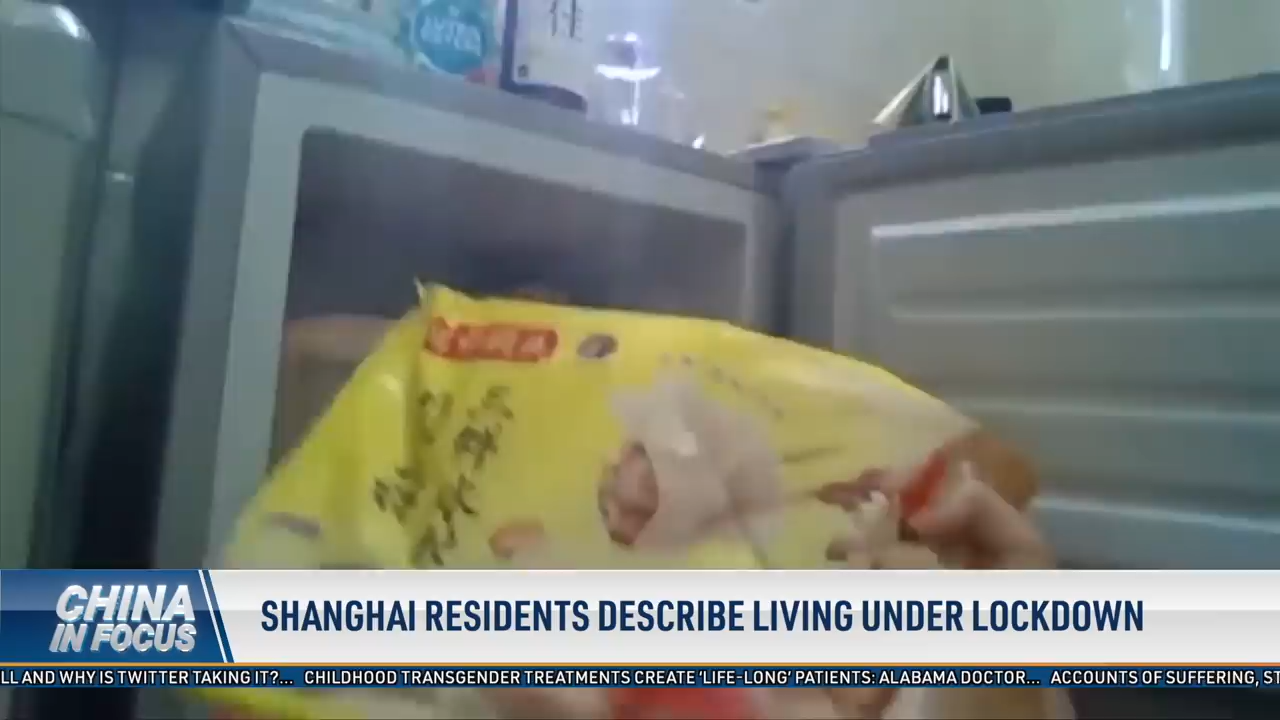 CHINA
IN FOCUS
SHANGHAI RESIDENTS DESCRIBE LIVING UNDER LOCKDOWN
LL AND WHY IS TWITTER TAKING IT?... CHILDHOOD TRANSGENDER TREATMENTS CREATE ‘LIFE-LONG’ PATIENTS: ALABAMA DOCTOR... ACCOUNTS OF SUFFERING, ST